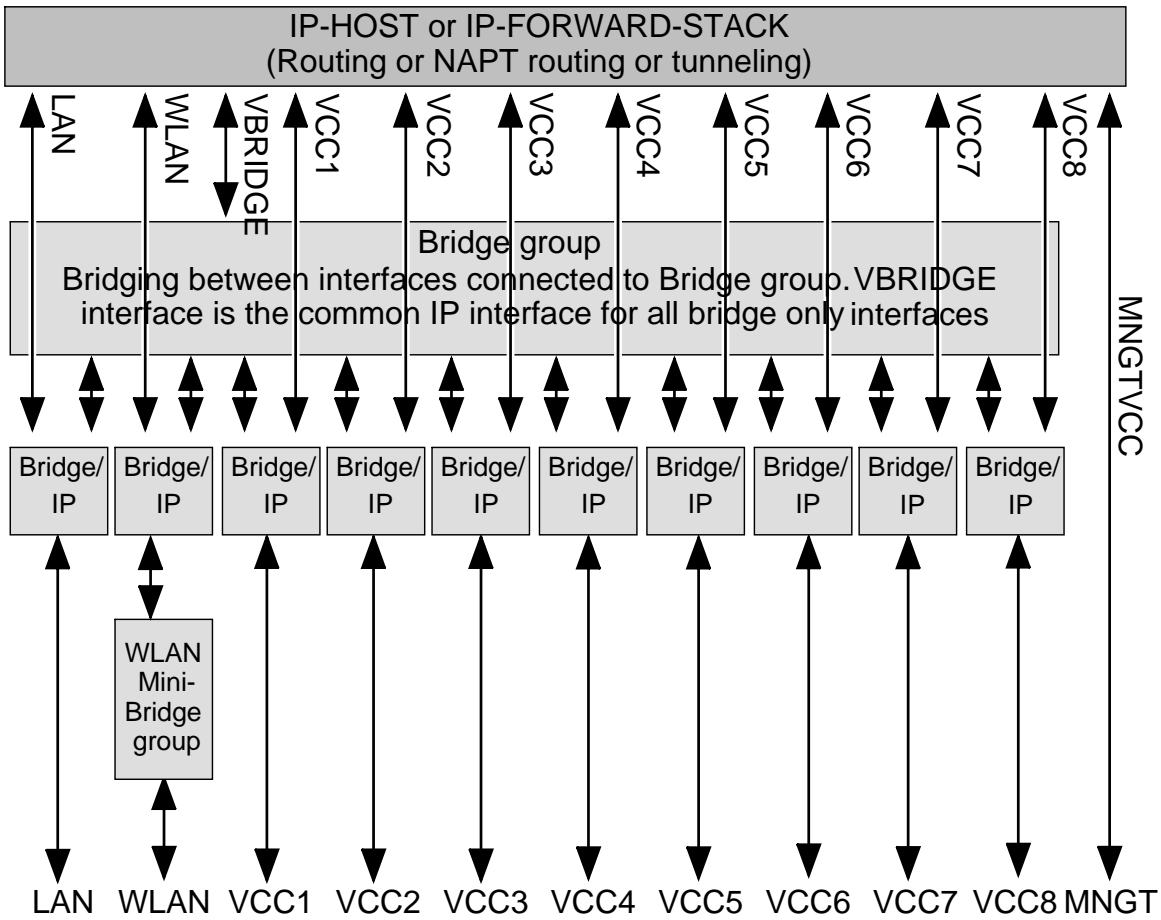 IP-HOST or IP-FORWARD-STACK
(Routing or NAPT routing or tunneling)
LAN
WLAN
VBRIDGE
VCC1
VCC2
VCC3
VCC4
VCC5
VCC6
VCC7
VCC8
MNGTVCC
Bridge group
Bridging between interfaces connected to Bridge group. VBRIDGE
interface is the common IP interface for all bridge only interfaces
Bridge/
IP
Bridge/
IP
Bridge/
IP
Bridge/
IP
Bridge/
IP
Bridge/
IP
Bridge/
IP
Bridge/
IP
Bridge/
IP
Bridge/
IP
WLAN
Mini-
Bridge
group
LAN WLAN VCC1 VCC2 VCC3 VCC4 VCC5 VCC6 VCC7 VCC8 MNGT